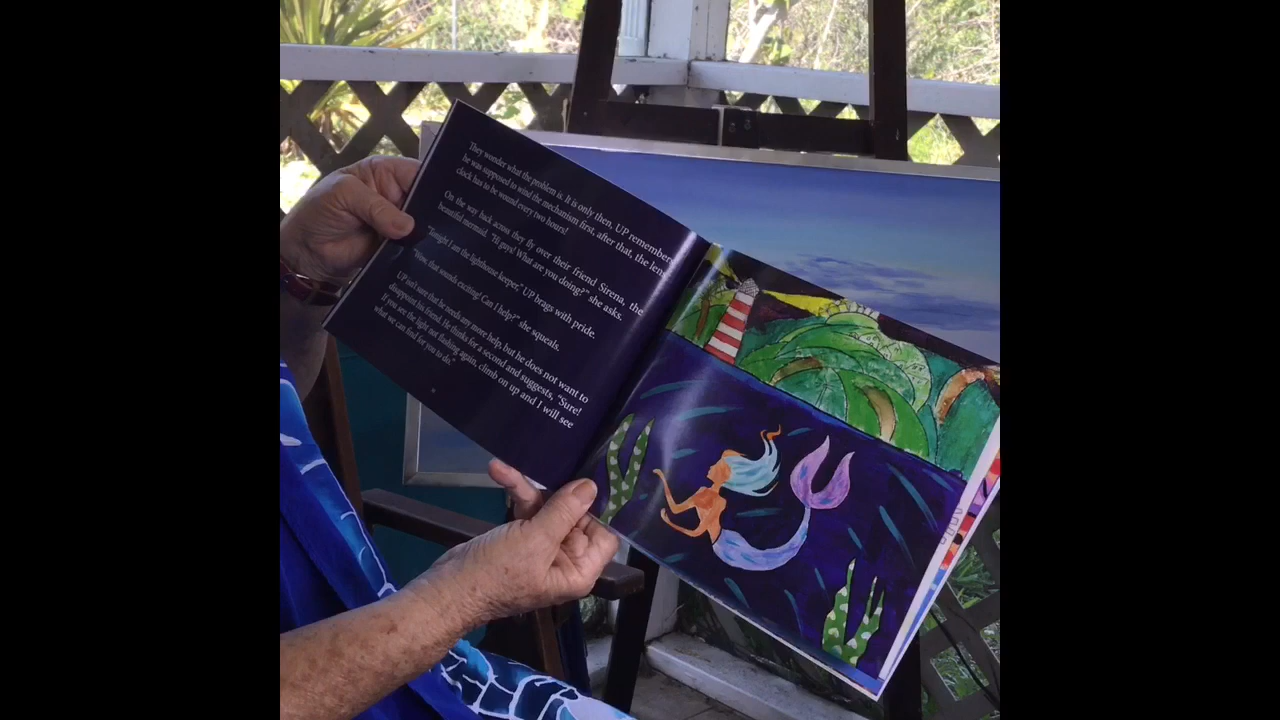 They wonder what the problem is. It is only then, UP remembers
he was supposed to wind the mechanism first, after that, the lens
clock has to be wound every two hours!
On the way back across they fly over their friend Sirena, the
beautiful mermaid. "Hi guys! What are you doing?" she asks.
"Tonight I am the lighthouse keeper." UP brags with pride.
"Wow, that sounds exciting! Can I help?" she squeals.
UP isn't sure that he needs any more help, but he does not want to
disappoint his friend. He thinks for a second and suggests, "Sure!
If you see the light not flashing again, climb on up and I will see
what we can find for you to do."